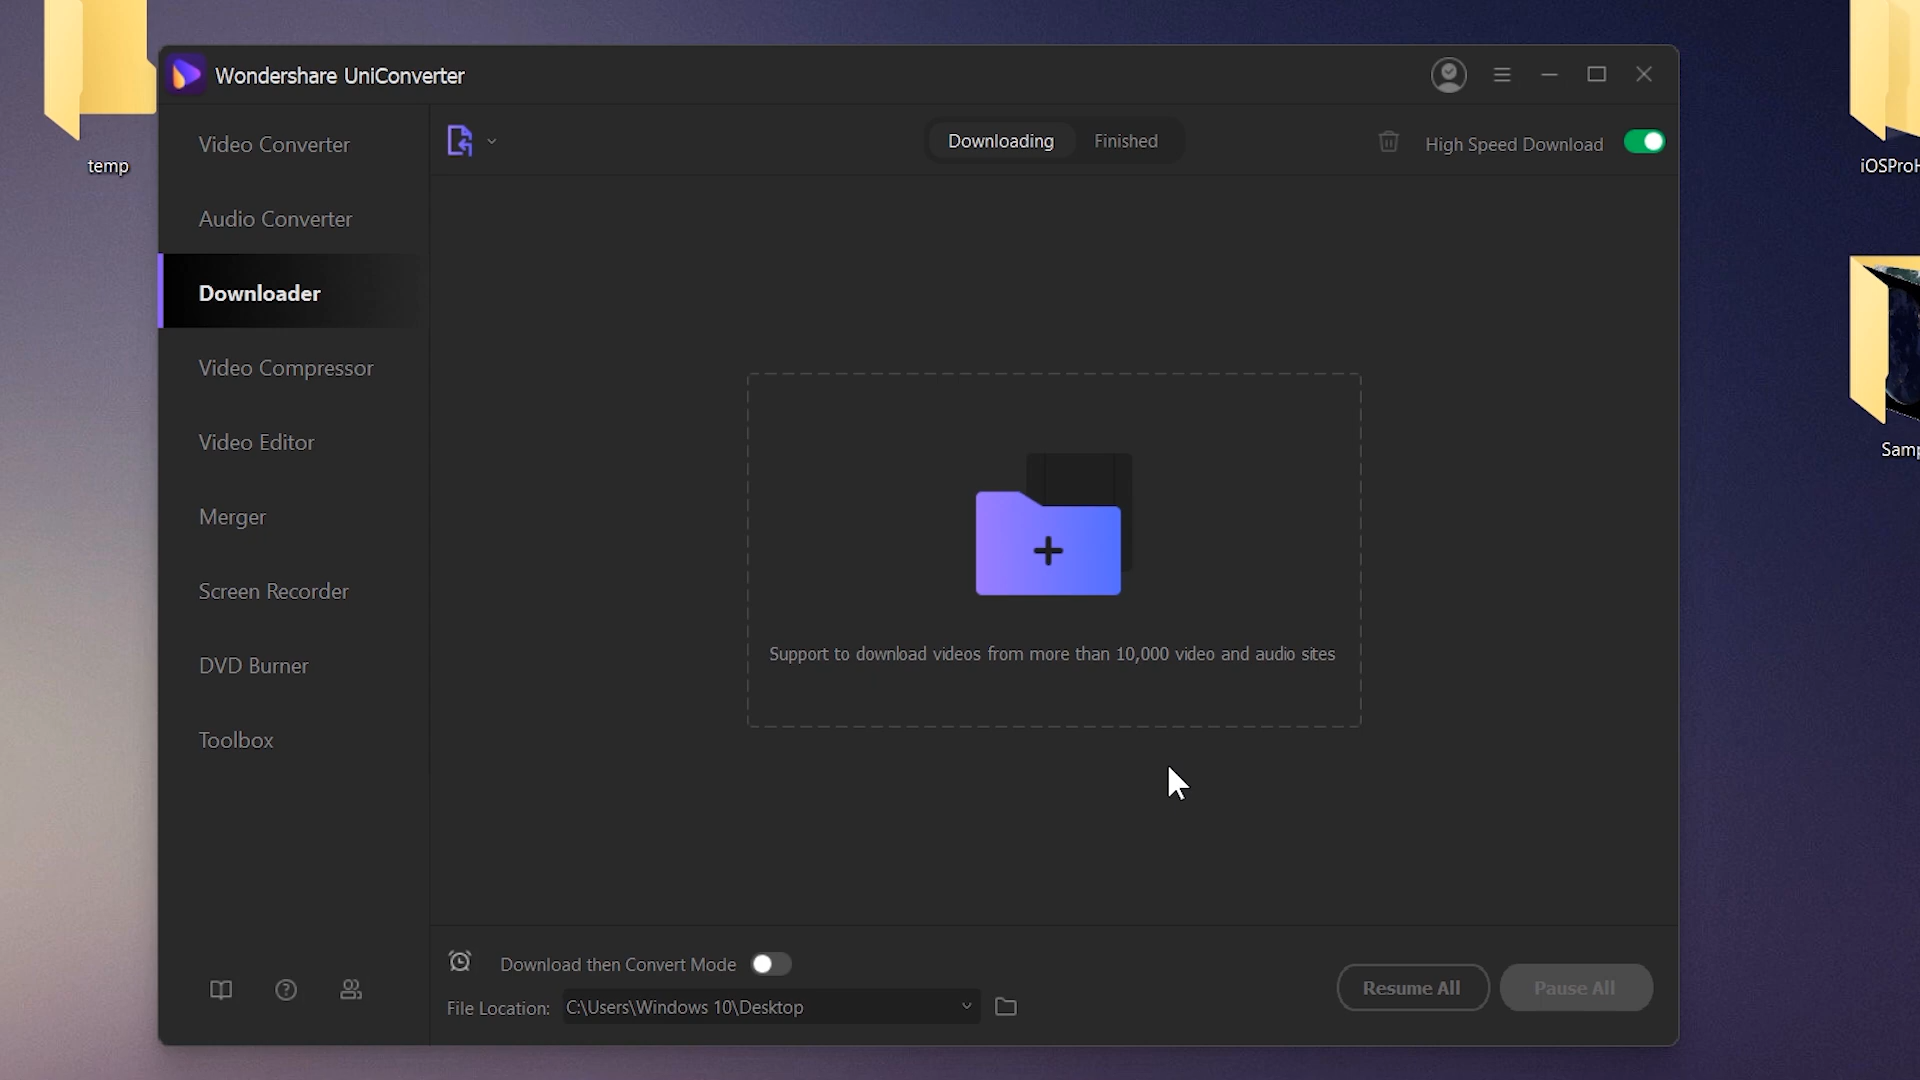 temp
Wondershare UniConverter
Video Converter
Audio Converter
Downloader
Video Compressor
Video Editor
Merger
Screen Recorder
DVD Burner
Toolbox
Downloading
Finished
High Speed Download
Support to download videos from more than 10,000 video and audio sites
Download then Convert Mode
File Location: C:\Users\Windows 10\Desktop
Resume All
Pause All
iOSProH
Samp